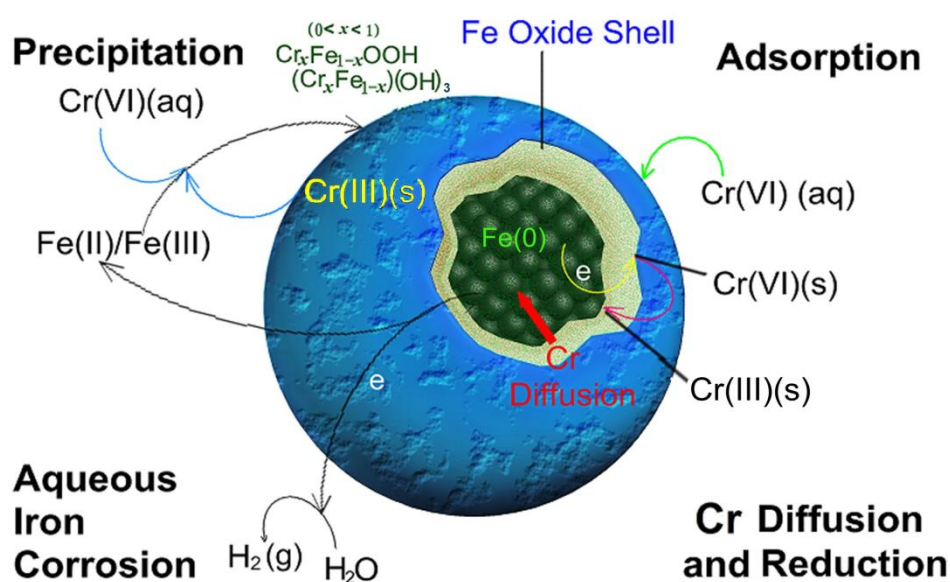 Precipitation
Cr(VI)(aq)
Fe(II)/Fe(III)
(0< x < 1)
CrₓFe₁₋ₓOOH
(CrₓFe₁₋ₓ)(OH)₃
Fe Oxide Shell
Adsorption
Cr(VI) (aq)
Cr(III)(s)
Fe(0)
e
Cr(VI)(s)
Cr
Diffusion
Cr(III)(s)
e
Aqueous
Iron
Corrosion
H₂(g)
H₂O
Cr Diffusion
and Reduction